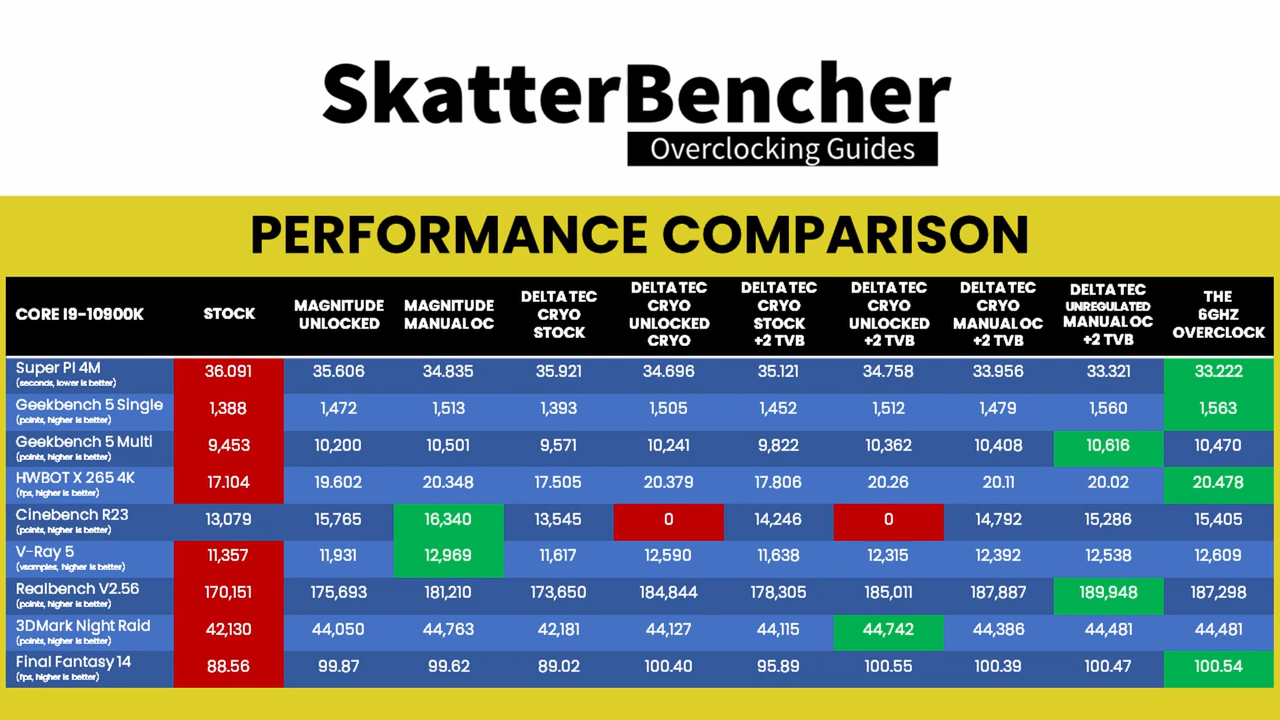 SkatterBencher
Overclocking Guides
PERFORMANCE COMPARISON
CORE I9-10900K STOCK MAGNITUDE UNLOCKED MAGNITUDE MANUAL OC DELTA TEC CRYO STOCK DELTA TEC CRYO UNLOCKED CRYO DELTA TEC CRYO STOCK +2 TVB DELTA TEC CRYO UNLOCKED +2 TVB DELTA TEC CRYO MANUAL OC +2 TVB DELTA TEC UNREGULATED MANUAL OC +2 TVB THE 6GHZ OVERCLOCK
Super PI 4M 36.091 35.606 34.835 35.921 34.696 35.121 34.758 33.956 33.321 33.222
(seconds, lower is better)
Geekbench 5 Single 1,388 1,472 1,513 1,393 1,505 1,452 1,512 1,479 1,560 1,563
(points, higher is better)
Geekbench 5 Multi 9,453 10,200 10,501 9,571 10,241 9,822 10,362 10,408 10,616 10,470
(points, higher is better)
HWBOT X 265 4K 17.104 19.602 20.348 17.505 20.379 17.806 20.26 20.11 20.02 20.478
(fps, higher is better)
Cinebench R23 13,079 15,765 16,340 13,545 0 14,246 0 14,792 15,286 15,405
(points, higher is better)
V-Ray 5 11,357 11,931 12,969 11,617 12,590 11,638 12,315 12,392 12,538 12,609
(vsamples, higher is better)
Realbench V2.56 170,151 175,693 181,210 173,650 184,844 178,305 185,011 187,887 189,948 187,298
(points, higher is better)
3DMark Night Raid 42,130 44,050 44,763 42,181 44,127 44,115 44,742 44,386 44,481 44,481
(points, higher is better)
Final Fantasy 14 88.56 99.87 99.62 89.02 100.40 95.89 100.55 100.39 100.47 100.54
(fps, higher is better)